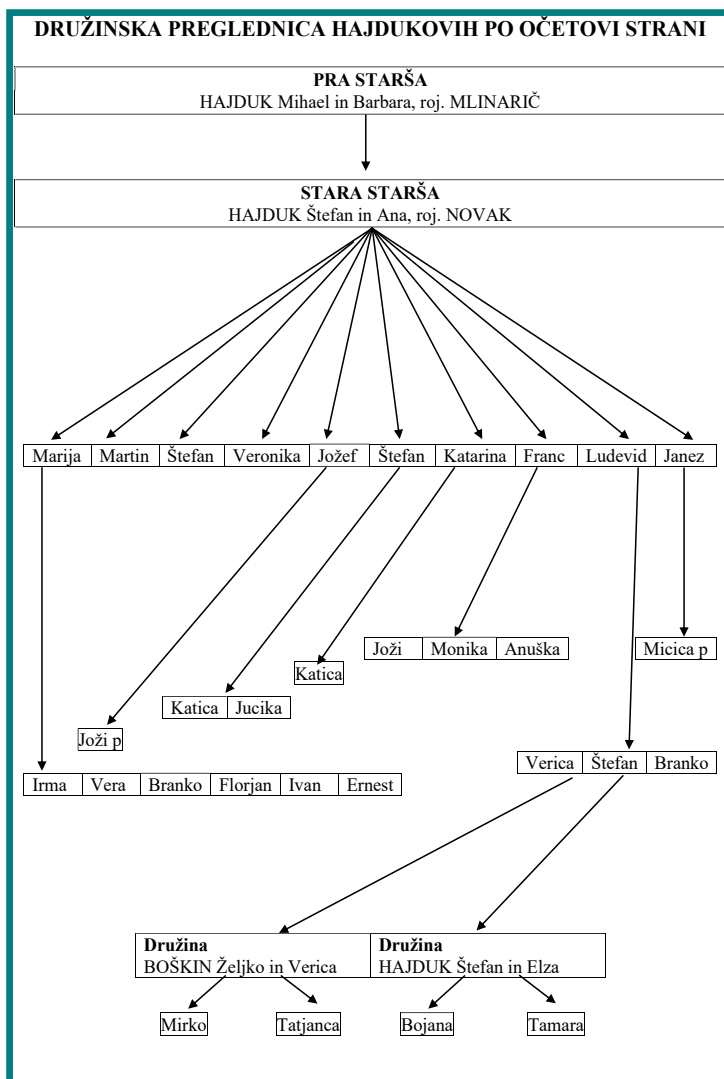 DRUŽINSKA PREGLEDNICA HAJDUKOVIH PO OČETOVI STRANI
PRA STARŠA
HAJDUK Mihael in Barbara, roj. MLINARIČ
STARA STARŠA
HAJDUK Štefan in Ana, roj. NOVAK
Marija Martin Štefan Veronika Jožef Štefan Katarina Franc Ludevid Janez
Joži Monika Anuška
Micica p
Katica
Katica Jucika
Joži p
Verica Štefan Branko
Irma Vera Branko Florjan Ivan Ernest
Družina
BOŠKIN Željko in Verica
Družina
HAJDUK Štefan in Elza
Mirko
Tatjanca
Bojana
Tamara